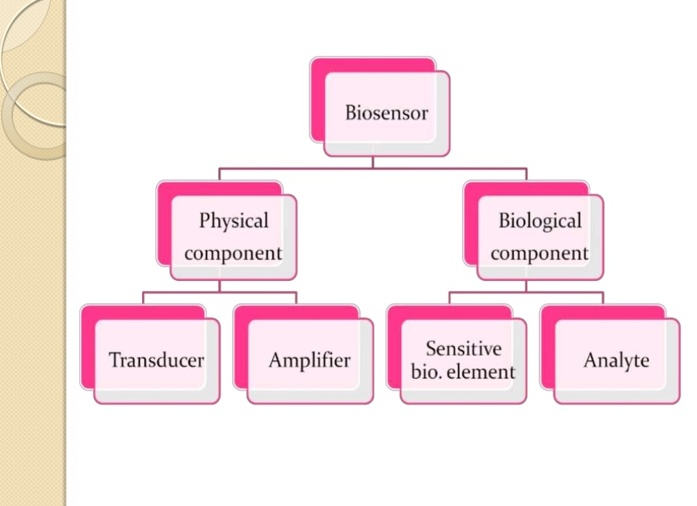 Biosensor
Physical
component
Biological
component
Transducer
Amplifier
Sensitive
bio. element
Analyte